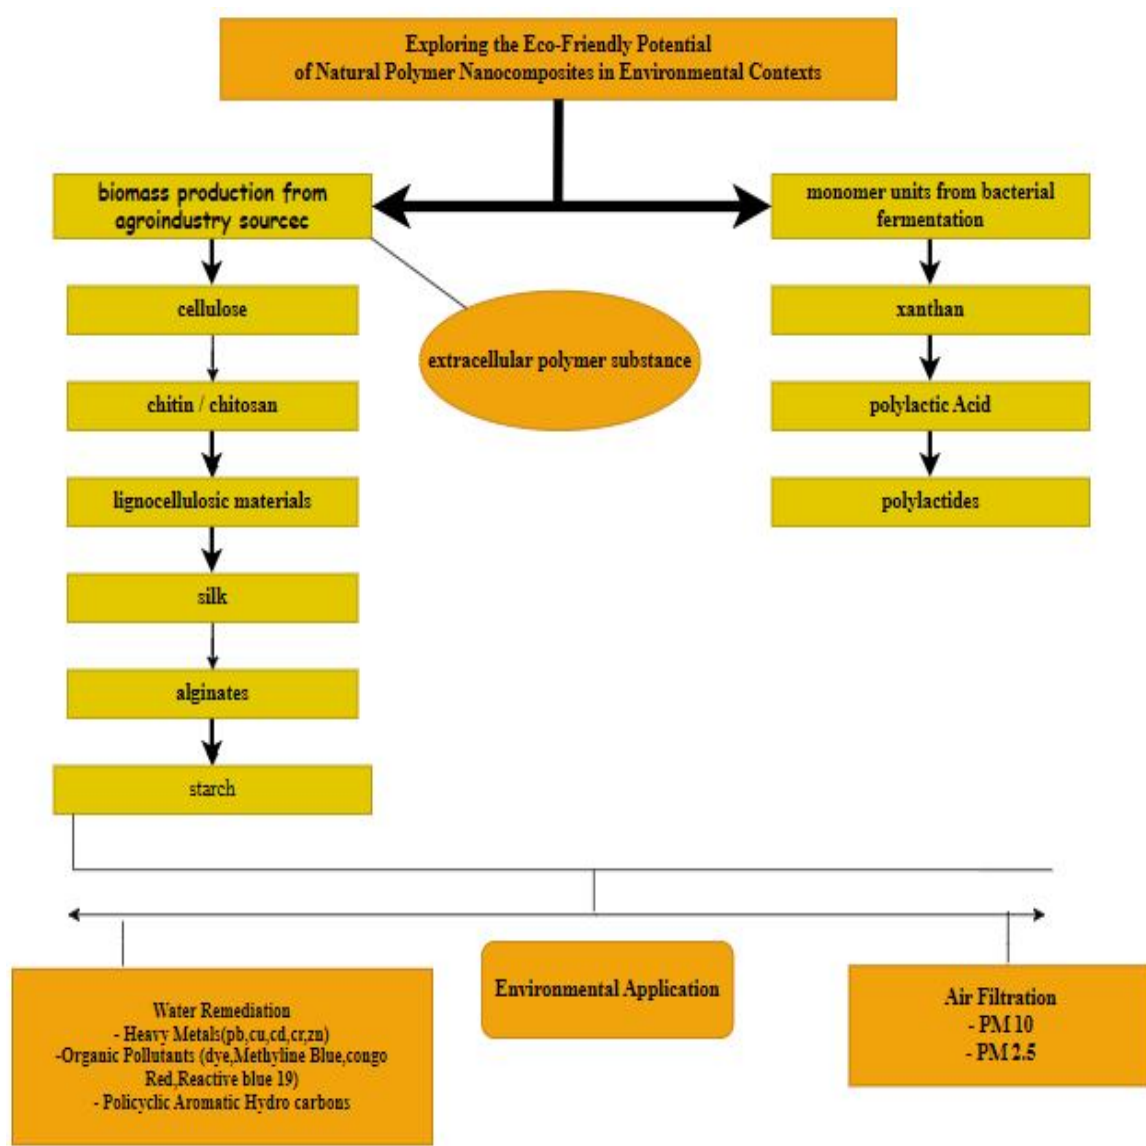 Exploring the Eco-Friendly Potential
of Natural Polymer Nanocomposites in Environmental Contexts
biomass production from
agroindustry sourcec
monomer units from bacterial
fermentation
cellulose
xanthan
extracellular polymer substance
chitin / chitosan
polylactic Acid
lignocellulosic materials
polylactides
silk
alginates
starch
Water Remediation
- Heavy Metals(pb,cu,cd,cr,zn)
-Organic Pollutants (dye,Methyline Blue,congo
Red,Reactive blue 19)
- Policyclic Aromatic Hydro carbons
Environmental Application
Air Filtration
- PM 10
- PM 2.5